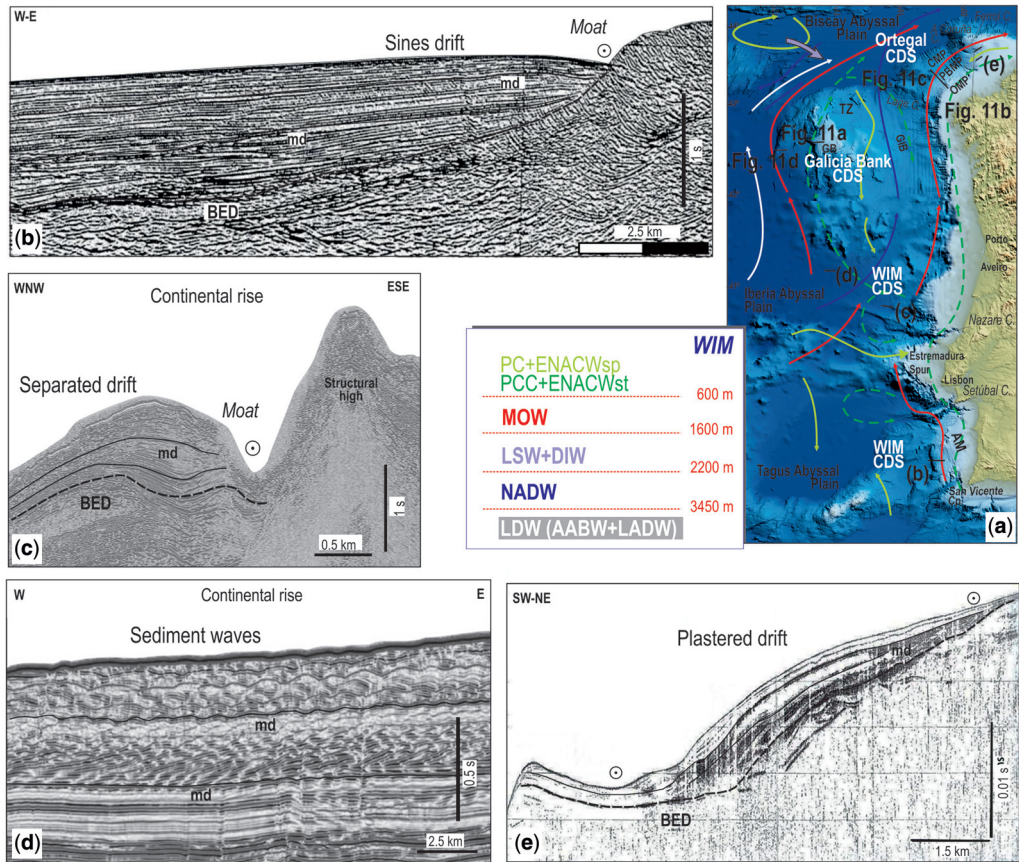 W-E
Sines drift
Moat
md
md
BED
1 s
2.5 km
(b)
Biscay Abyssal
Plain
Ortegal
CDS
(e)
CMP
PBMP
OMP
Fig. 11c
Fig. 11b
TZ
Fig. 11a
GB
GIB
Fig. 11d
Galicia Bank
CDS
Porto
(d)
WIM
CDS
Aveiro
Iberia Abyssal
Plain
(c)
Nazare C.
Estremadura
Spur
Lisbon
Setúbal C.
AM
WIM
CDS
Tagus Abyssal
Plain
(b)
San Vicente
(a)
WNW
Continental rise
ESE
Separated drift
Moat
Structural
high
md
BED
1 s
0.5 km
(c)
WIM
PC+ENACWsp
PCC+ENACWst
600 m
MOW
1600 m
LSW+DIW
2200 m
NADW
3450 m
LDW (AABW+LADW)
W
Continental rise
E
Sediment waves
md
md
0.5 s
2.5 km
(d)
SW-NE
Plastered drift
md
BED
0.01 s
1.5 km
(e)